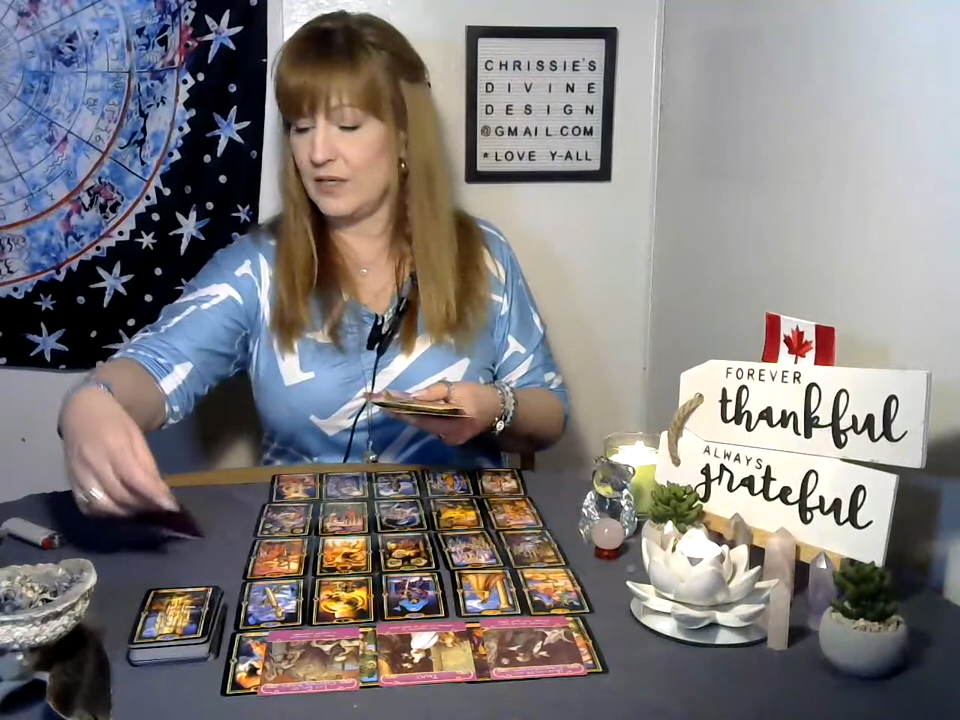 CHRISSIE'S
DIVINE
DESIGN
@GMAIL.COM
*LOVE Y-ALL
FOREVER
thankful
ALWAYS
grateful